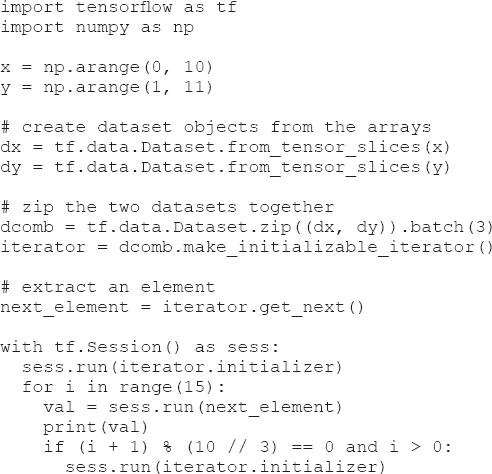 import tensorflow as tf
import numpy as np

x = np.arange(0, 10)
y = np.arange(1, 11)

# create dataset objects from the arrays
dx = tf.data.Dataset.from_tensor_slices(x)
dy = tf.data.Dataset.from_tensor_slices(y)

# zip the two datasets together
dcomb = tf.data.Dataset.zip((dx, dy)).batch(3)
iterator = dcomb.make_initializable_iterator()

# extract an element
next_element = iterator.get_next()

with tf.Session() as sess:
  sess.run(iterator.initializer)
  for i in range(15):
    val = sess.run(next_element)
    print(val)
    if (i + 1) % (10 // 3) == 0 and i > 0:
      sess.run(iterator.initializer)